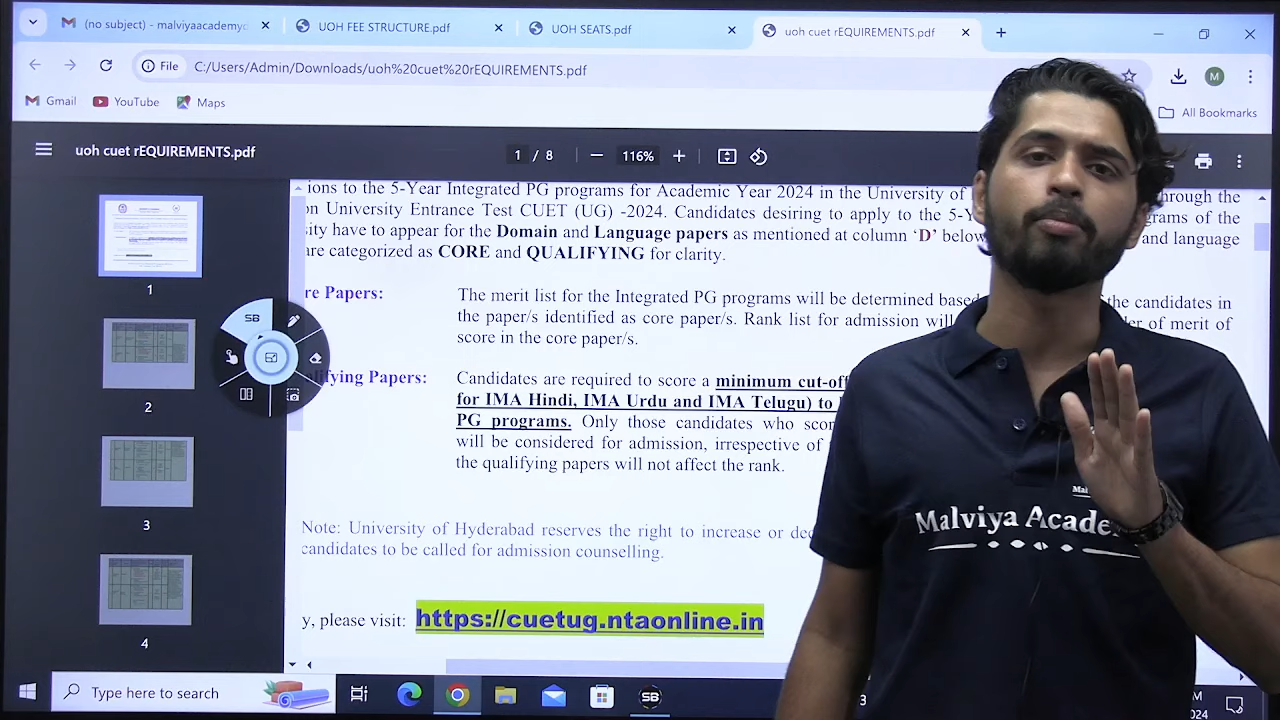 (no subject) - malviyaacademyc
UOH FEE STRUCTURE.pdf
UOH SEATS.pdf
uoh cuet rEQUIREMENTS.pdf
File
C:/Users/Admin/Downloads/uoh%20cuet%20rEQUIREMENTS.pdf
M
Gmail
YouTube
Maps
All Bookmarks
uoh cuet rEQUIREMENTS.pdf
1 / 8
116%
ions to the 5-Year Integrated PG programs for Academic Year 2024 in the University of hrough the
n University Entrance Test CUET (UG) -2024. Candidates desiring to apply to the 5-Y grams of the
ity have to appear for the Domain and Language papers as mentioned at column 'D' below and language
are categorized as CORE and QUALIFYING for clarity.
re Papers:
The merit list for the Integrated PG programs will be determined based the candidates in
the paper/s identified as core paper/s. Rank list for admission will der of merit of
score in the core paper/s.
lifying Papers:
Candidates are required to score a minimum cut-off
for IMA Hindi, IMA Urdu and IMA Telugu) to
PG programs. Only those candidates who scor
will be considered for admission, irrespective of
the qualifying papers will not affect the rank.
Note: University of Hyderabad reserves the right to increase or dec
candidates to be called for admission counselling.
y, please visit: https://cuetug.ntaonline.in
1
2
3
4
SB
Mal
Malviya Acade
Type here to search
SB
3
M
024